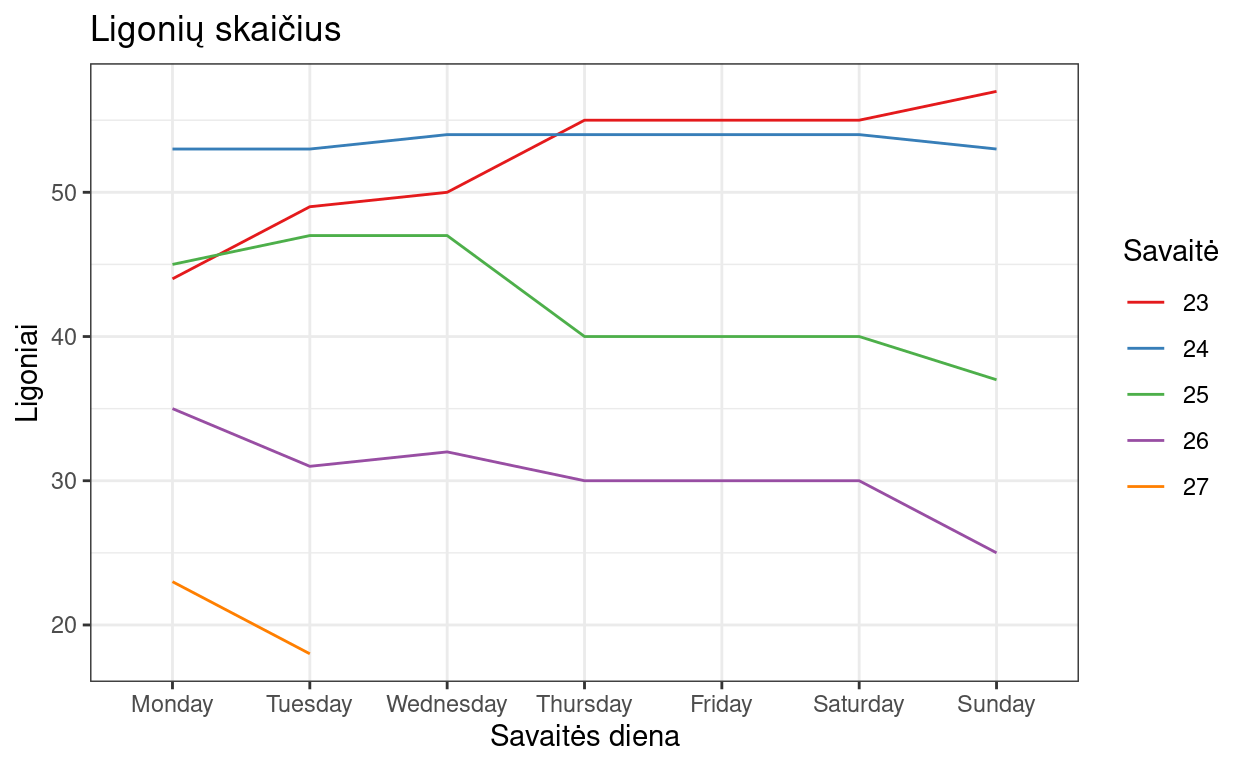 Ligonių skaičius
Ligoniai
50
40
30
20
Monday Tuesday Wednesday Thursday Friday Saturday Sunday
Savaitės diena
Savaitė
23
24
25
26
27